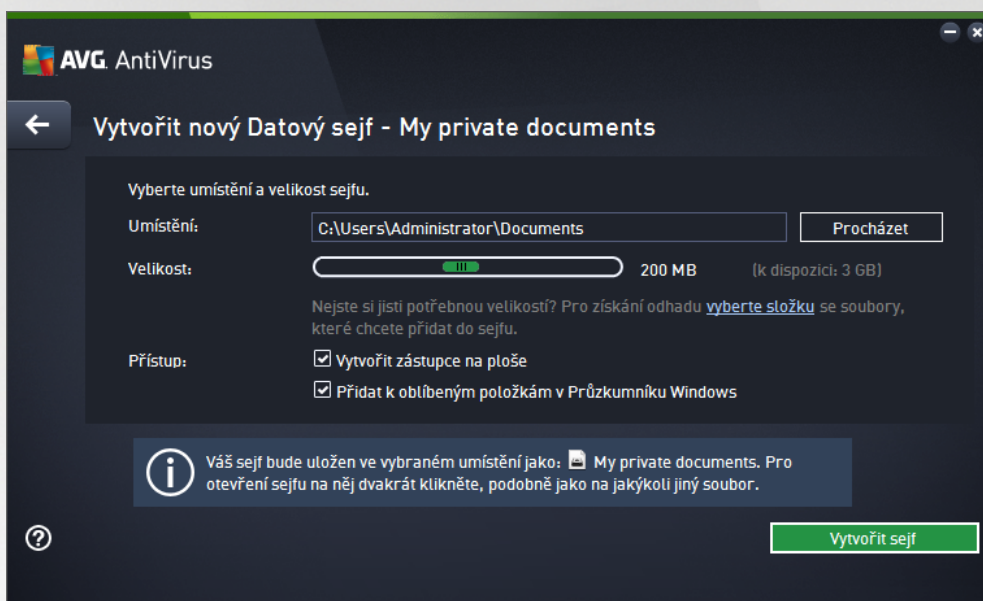 AVG. AntiVirus
Vytvořit nový Datový sejf - My private documents
Vyberte umístění a velikost sejfu.
Umístění: C:\Users\Administrator\Documents Procházet
Velikost: 200 MB (k dispozici: 3 GB)
Nejste si jisti potřebnou velikostí? Pro získání odhadu vyberte složku se soubory,
které chcete přidat do sejfu.
Přístup: Vytvořit zástupce na ploše
Přidat k oblíbeným položkám v Průzkumníku Windows
Váš sejf bude uložen ve vybraném umístění jako: My private documents. Pro
otevření sejfu na něj dvakrát klikněte, podobně jako na jakýkoli jiný soubor.
Vytvořit sejf